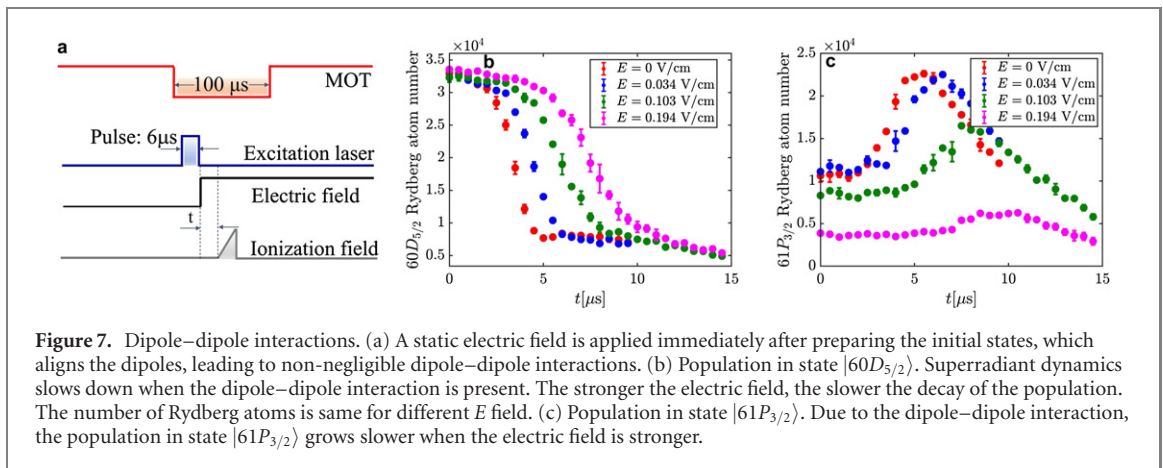 a
MOT
100 μs
Pulse: 6μs
Excitation laser
Electric field
t
Ionization field
×10⁴
b
3.5
3
2.5
2
1.5
1
0.5
60D₅/₂ Rydberg atom number
E = 0 V/cm
E = 0.034 V/cm
E = 0.103 V/cm
E = 0.194 V/cm
0 5 10 15
t[μs]
×10⁴
c
2.5
2
1.5
1
0.5
0
61P₃/₂ Rydberg atom number
E = 0 V/cm
E = 0.034 V/cm
E = 0.103 V/cm
E = 0.194 V/cm
0 5 10 15
t[μs]
Figure 7. Dipole–dipole interactions. (a) A static electric field is applied immediately after preparing the initial states, which
aligns the dipoles, leading to non-negligible dipole–dipole interactions. (b) Population in state |60D₅/₂⟩. Superradiant dynamics
slows down when the dipole–dipole interaction is present. The stronger the electric field, the slower the decay of the population.
The number of Rydberg atoms is same for different E field. (c) Population in state |61P₃/₂⟩. Due to the dipole–dipole interaction,
the population in state |61P₃/₂⟩ grows slower when the electric field is stronger.